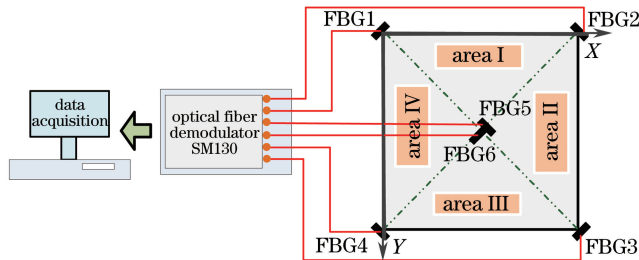 FBG1
FBG2
X
area I
data
acquisition
optical fiber
demodulator
SM130
area IV
FBG5
area II
FBG6
area III
FBG4
Y
FBG3